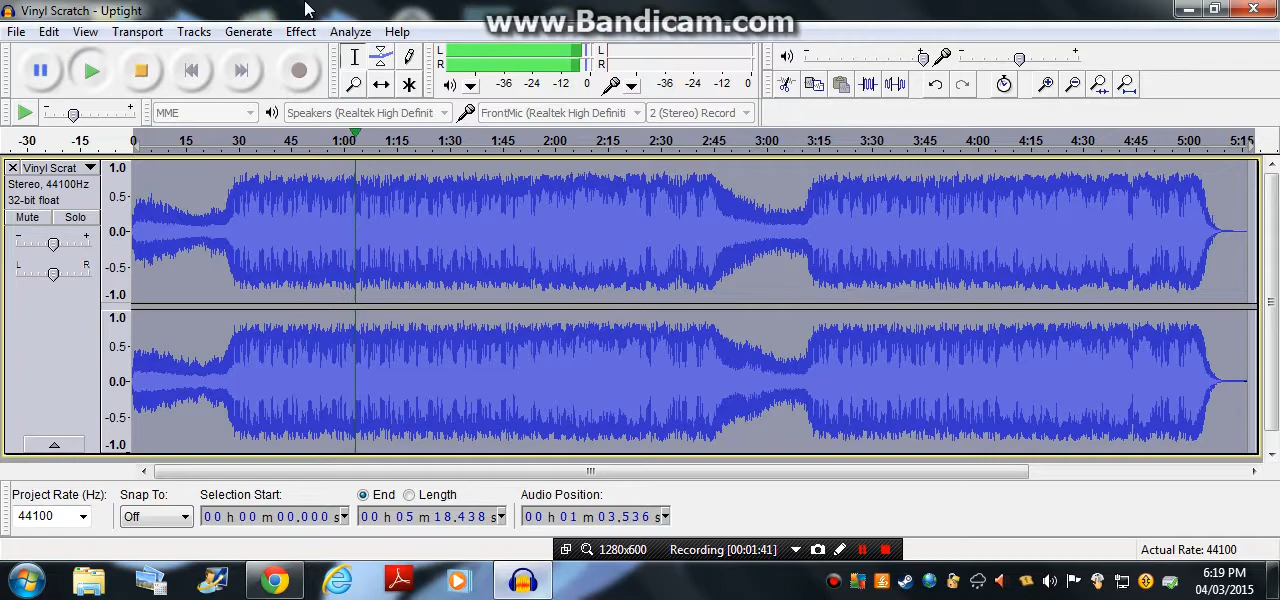 Vinyl Scratch - Uptight
www.Bandicam.com
File Edit View Transport Tracks Generate Effect Analyze Help
L L
R R
-36 -24 -12 0 -36 -24 -12 0
MME Speakers (Realtek High Definit FrontMic (Realtek High Definiti 2 (Stereo) Record
-30 -15 0 15 30 45 1:00 1:15 1:30 1:45 2:00 2:15 2:30 2:45 3:00 3:15 3:30 3:45 4:00 4:15 4:30 4:45 5:00 5:15
X Vinyl Scrat
Stereo, 44100Hz
32-bit float
Mute Solo
- +
L R
1.0
0.5
0.0
-0.5
-1.0
1.0
0.5
0.0
-0.5
-1.0
Project Rate (Hz): Snap To: Selection Start: End Length Audio Position:
44100 Off 00 h 00 m 00.000 s 00 h 05 m 18.438 s 00 h 01 m 03.536 s
1280x600 Recording [00:01:41] Actual Rate: 44100
6:19 PM
04/03/2015